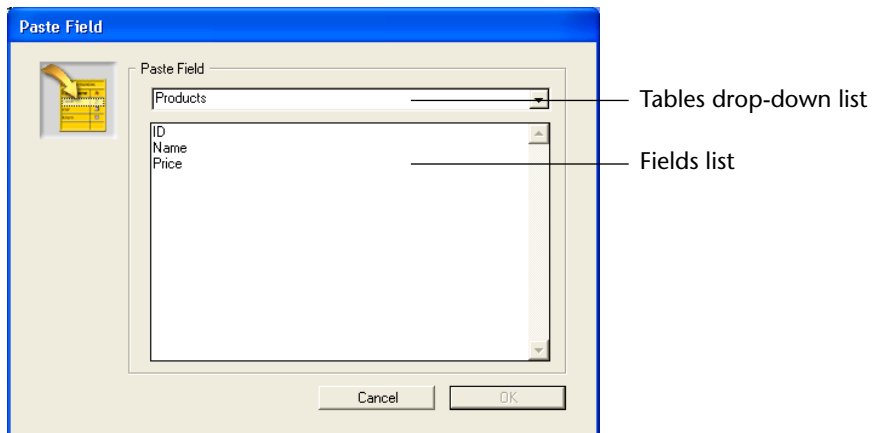 Paste Field
Paste Field
Products
Tables drop-down list
ID
Name
Price
Fields list
Cancel
OK